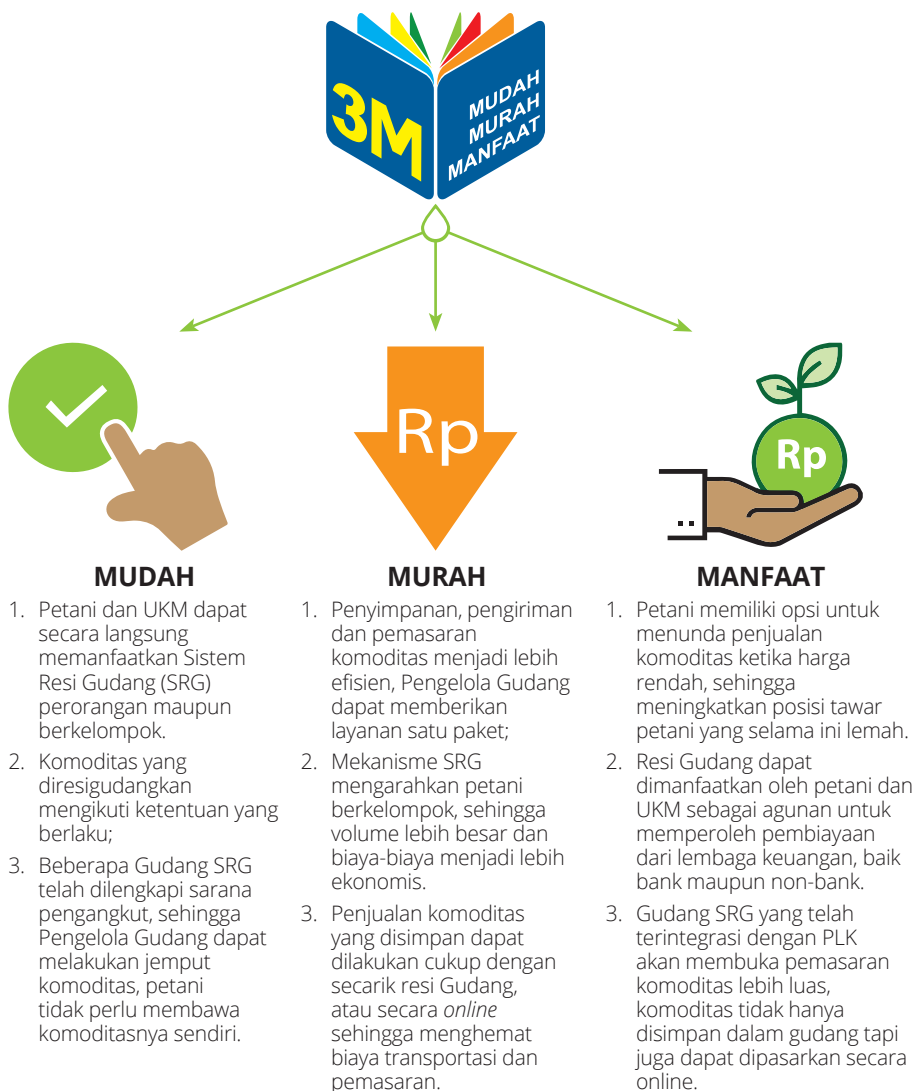 3M
MUDAH
MURAH
MANFAAT
Rp
Rp
MUDAH
1. Petani dan UKM dapat
secara langsung
memanfaatkan Sistem
Resi Gudang (SRG)
perorangan maupun
berkelompok.
2. Komoditas yang
diresigudangkan
mengikuti ketentuan yang
berlaku;
3. Beberapa Gudang SRG
telah dilengkapi sarana
pengangkut, sehingga
Pengelola Gudang dapat
melakukan jemput
komoditas, petani
tidak perlu membawa
komoditasnya sendiri.
MURAH
1. Penyimpanan, pengiriman
dan pemasaran
komoditas menjadi lebih
efisien, Pengelola Gudang
dapat memberikan
layanan satu paket;
2. Mekanisme SRG
mengarahkan petani
berkelompok, sehingga
volume lebih besar dan
biaya-biaya menjadi lebih
ekonomis.
3. Penjualan komoditas
yang disimpan dapat
dilakukan cukup dengan
secarik resi Gudang,
atau secara online
sehingga menghemat
biaya transportasi dan
pemasaran.
MANFAAT
1. Petani memiliki opsi untuk
menunda penjualan
komoditas ketika harga
rendah, sehingga
meningkatkan posisi tawar
petani yang selama ini lemah.
2. Resi Gudang dapat
dimanfaatkan oleh petani dan
UKM sebagai agunan untuk
memperoleh pembiayaan
dari lembaga keuangan, baik
bank maupun non-bank.
3. Gudang SRG yang telah
terintegrasi dengan PLK
akan membuka pemasaran
komoditas lebih luas,
komoditas tidak hanya
disimpan dalam gudang tapi
juga dapat dipasarkan secara
online.